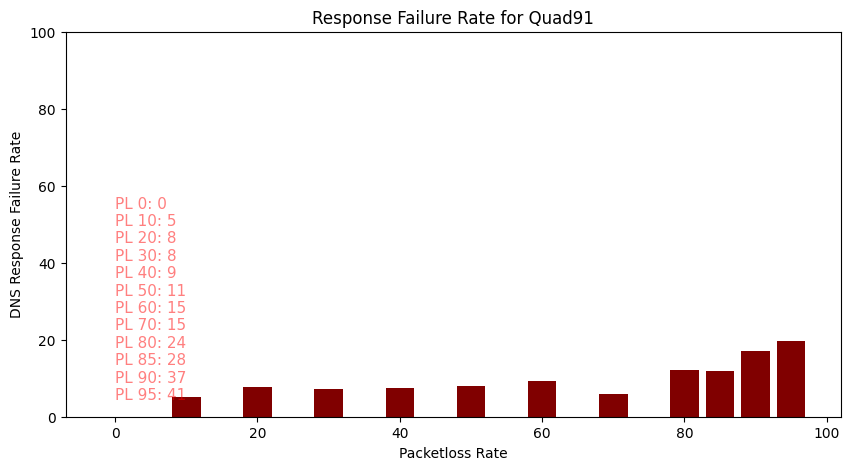 Response Failure Rate for Quad91
100
80
60
40
20
0
DNS Response Failure Rate
PL 0: 0
PL 10: 5
PL 20: 8
PL 30: 8
PL 40: 9
PL 50: 11
PL 60: 15
PL 70: 15
PL 80: 24
PL 85: 28
PL 90: 37
PL 95: 41
0 20 40 60 80 100
Packetloss Rate